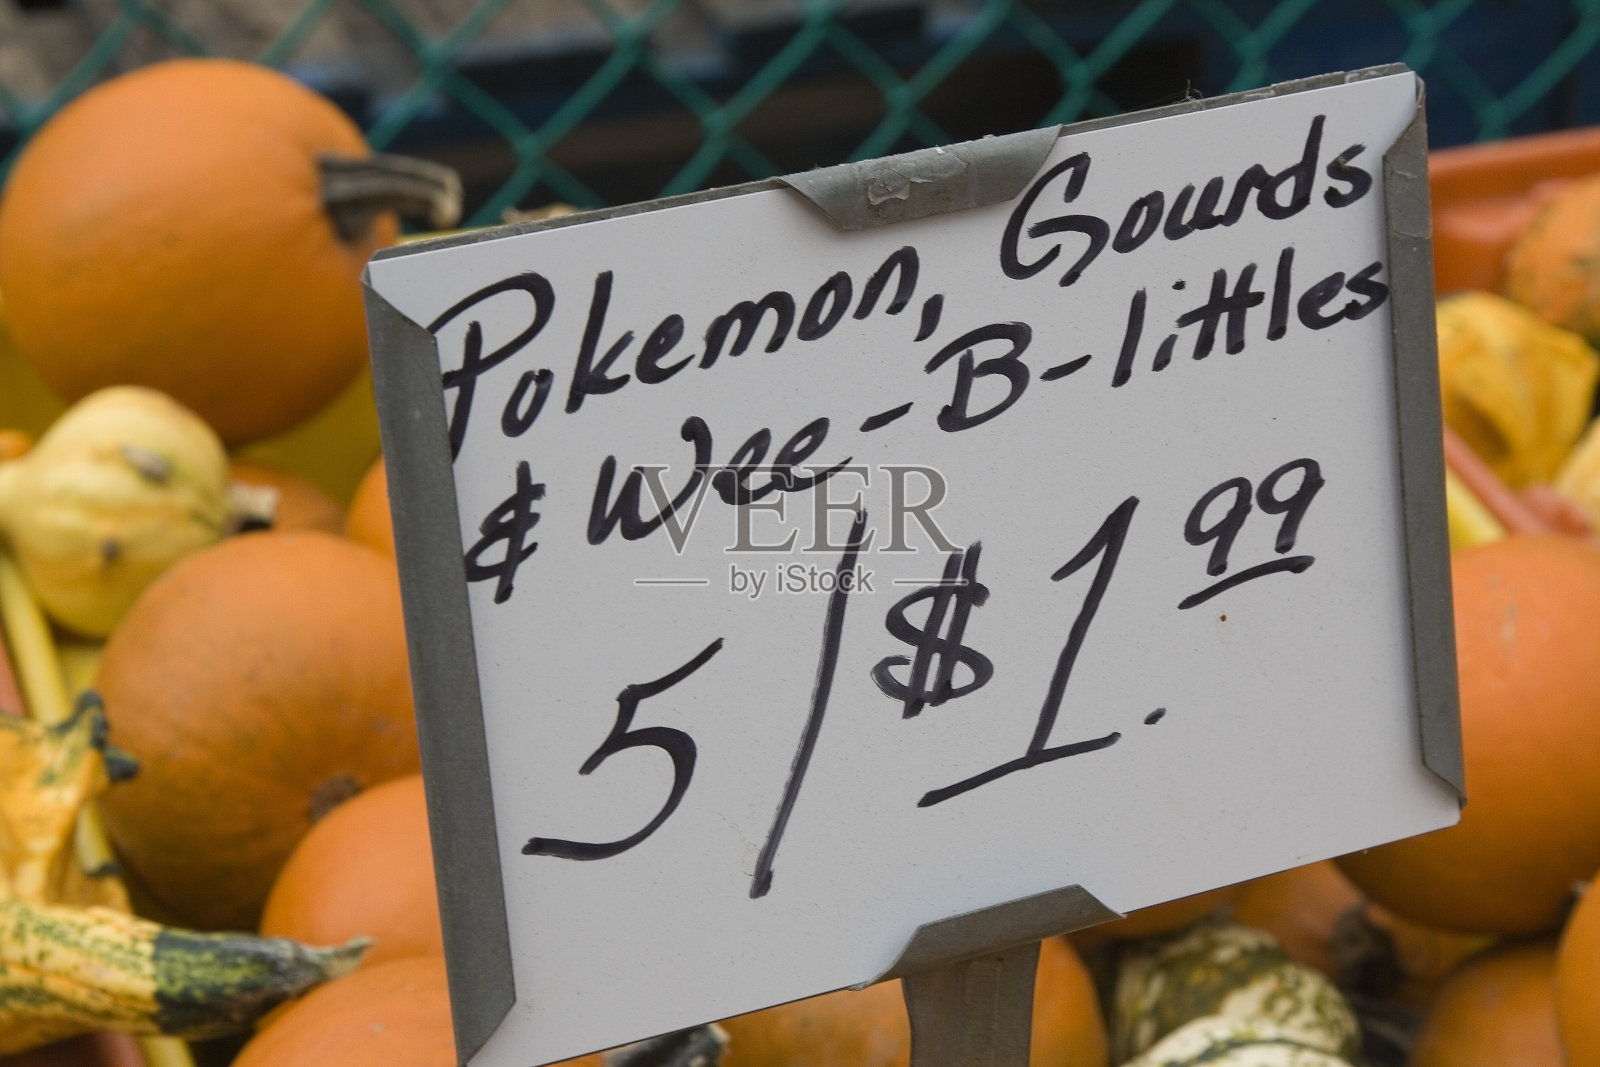 Pokemon, Gourds
& Wee-B-littles
5/$1.99
VEER
by iStock